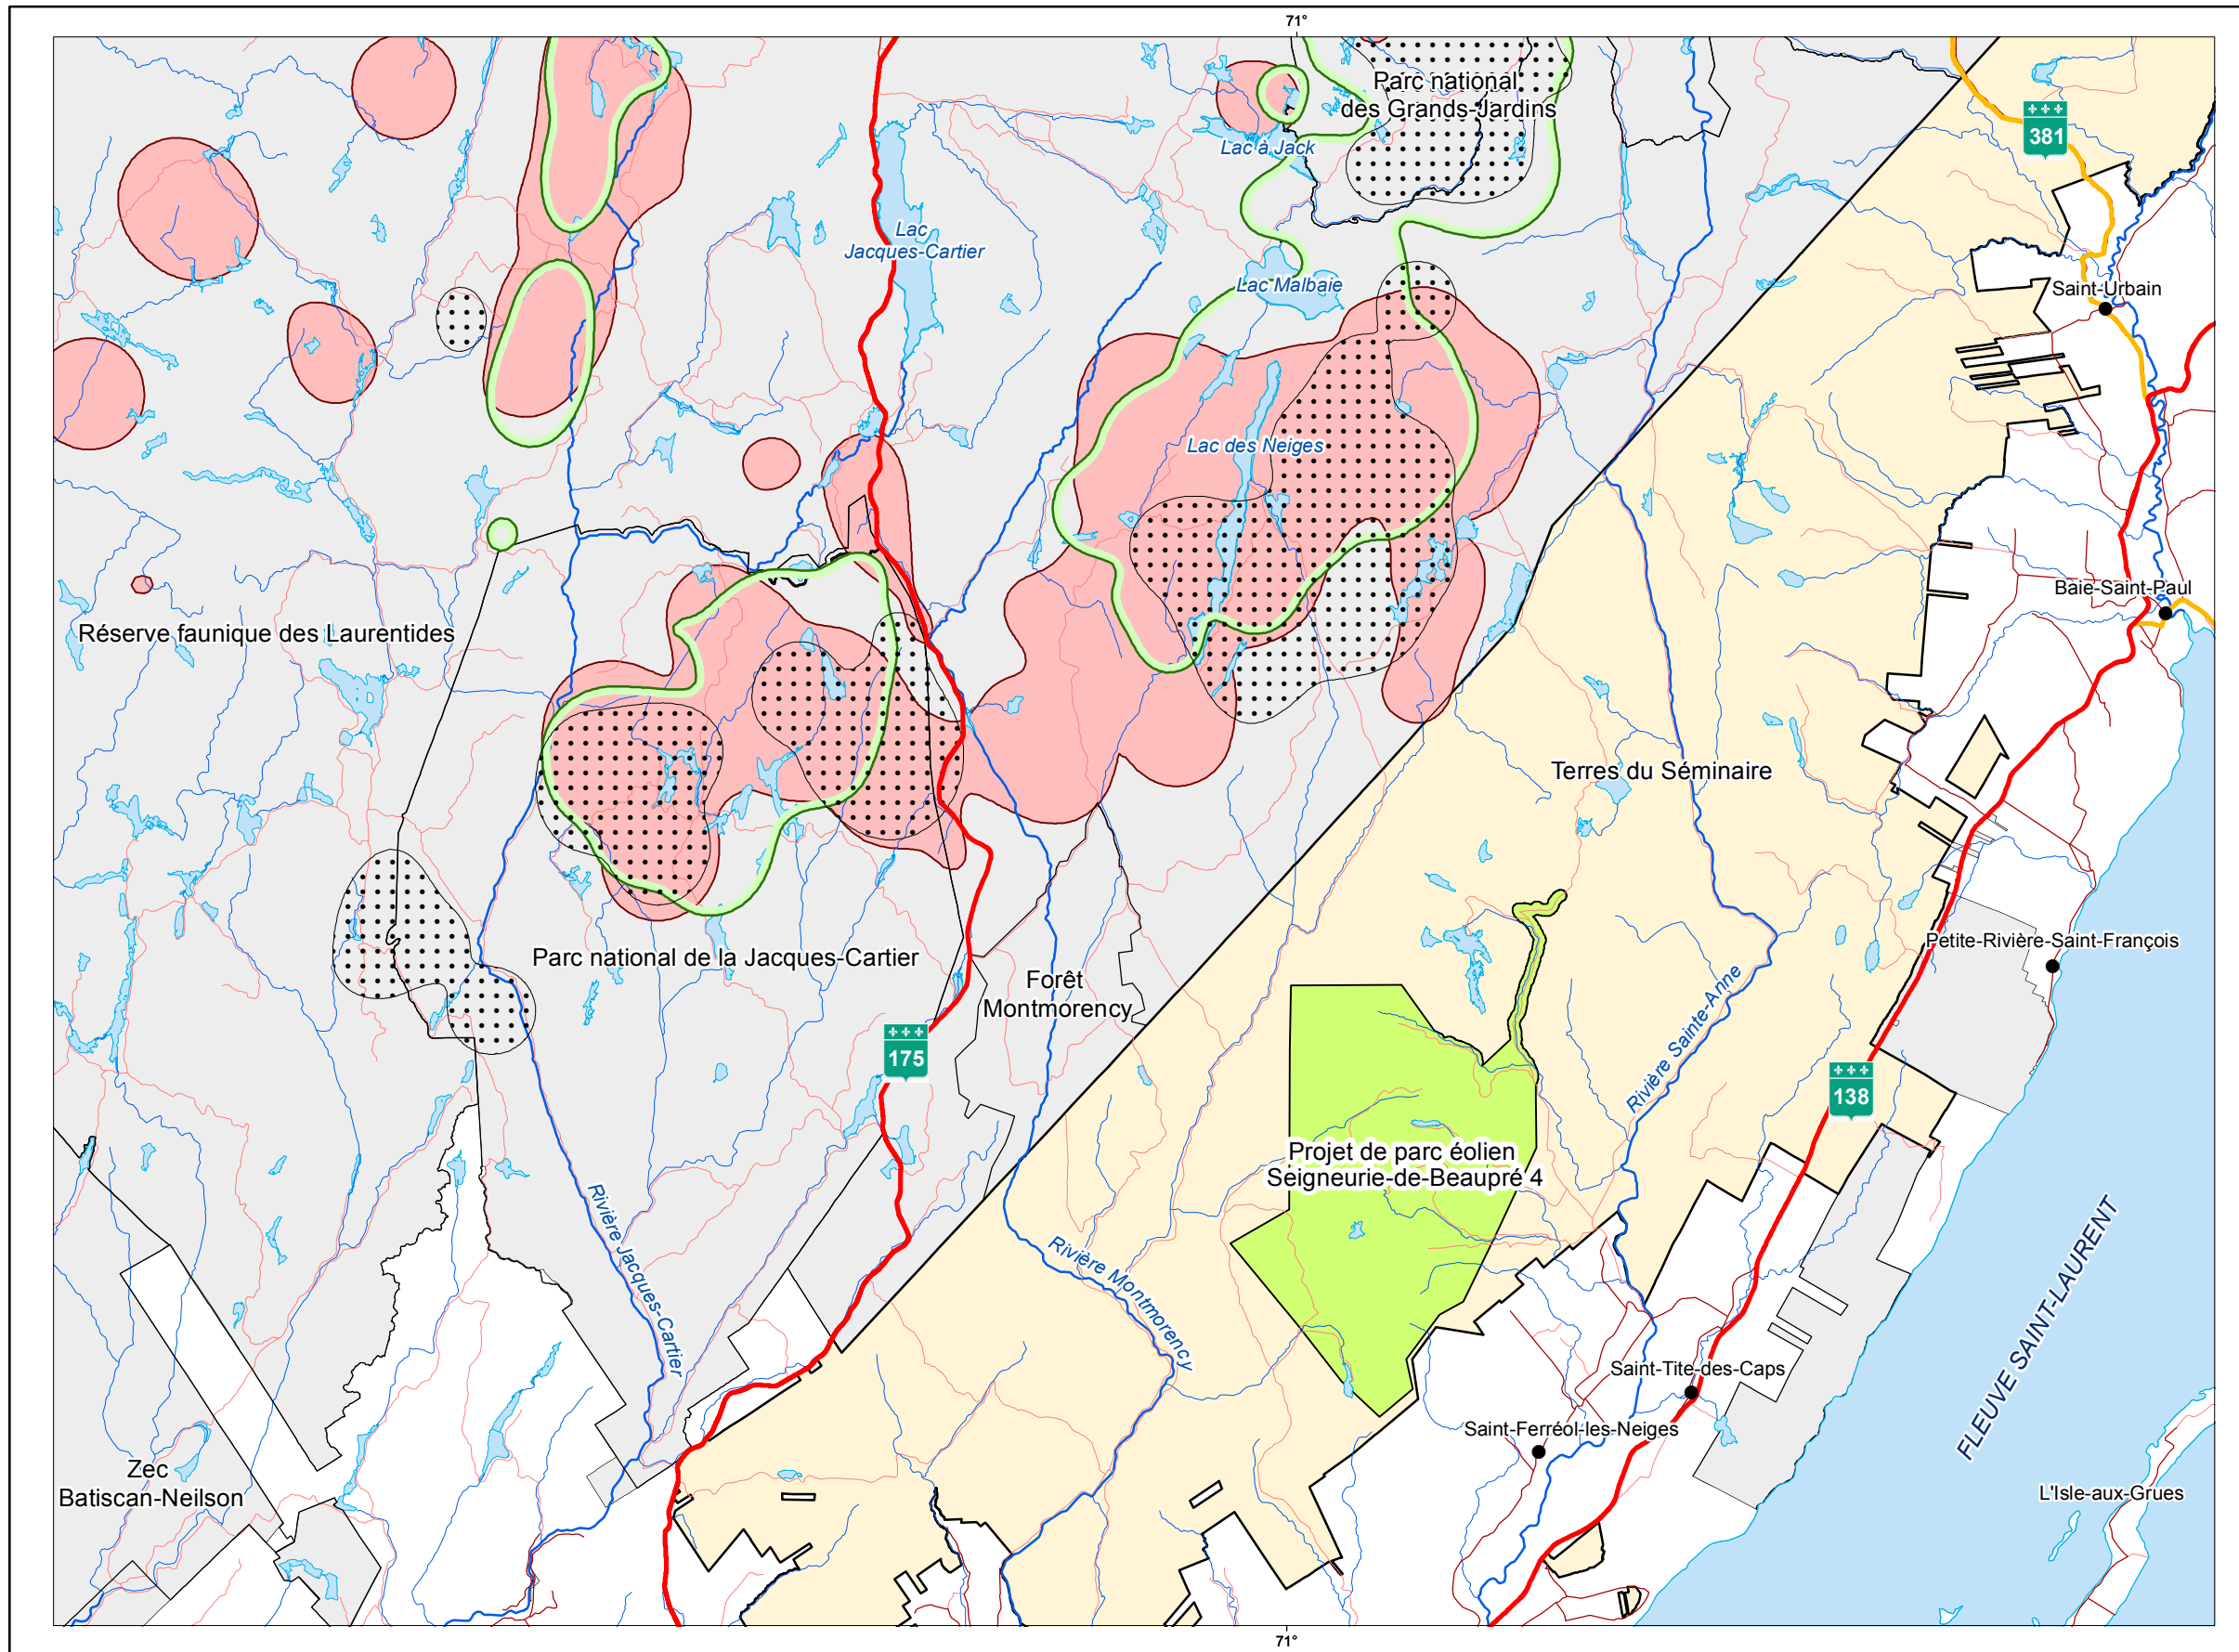 71°
Parc national
des Grands-Jardins
381
Lac à Jack
Lac
Jacques-Cartier
Lac Malbaie
Saint-Urbain
Lac des Neiges
Baie-Saint-Paul
Réserve faunique des Laurentides
Terres du Séminaire
Petite-Rivière-Saint-François
Parc national de la Jacques-Cartier
Forêt
Montmorency
Rivière Sainte-Anne
175
138
Projet de parc éolien
Seigneurie-de-Beaupré 4
Rivière Jacques-Cartier
Rivière Montmorency
FLEUVE SAINT-LAURENT
Saint-Tite-des-Caps
Saint-Ferréol-les-Neiges
Zec
Batiscan-Neilson
L'Isle-aux-Grues
71°